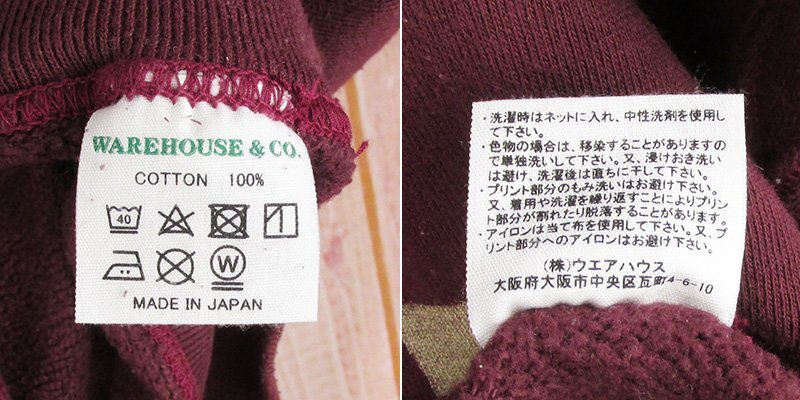 WAREHOUSE & CO.
COTTON 100%
40
W
MADE IN JAPAN
・洗濯時はネットに入れ、中性洗剤を使用し
て下さい。
・色物の場合は、移染することがあります
ので単独洗いして下さい。又、浸けおき洗い
は避け、洗濯後は直ちに干して下さい。
・プリント部分のもみ洗いはお避け下さい。
又、着用や洗濯を繰り返すことによりプリン
ト部分が割れたり脱落することがあります。
・アイロンは当て布を使用して下さい。又、プ
リント部分へのアイロンはお避け下さい。
(株)ウエアハウス
大阪府大阪市中央区瓦町4-6-10